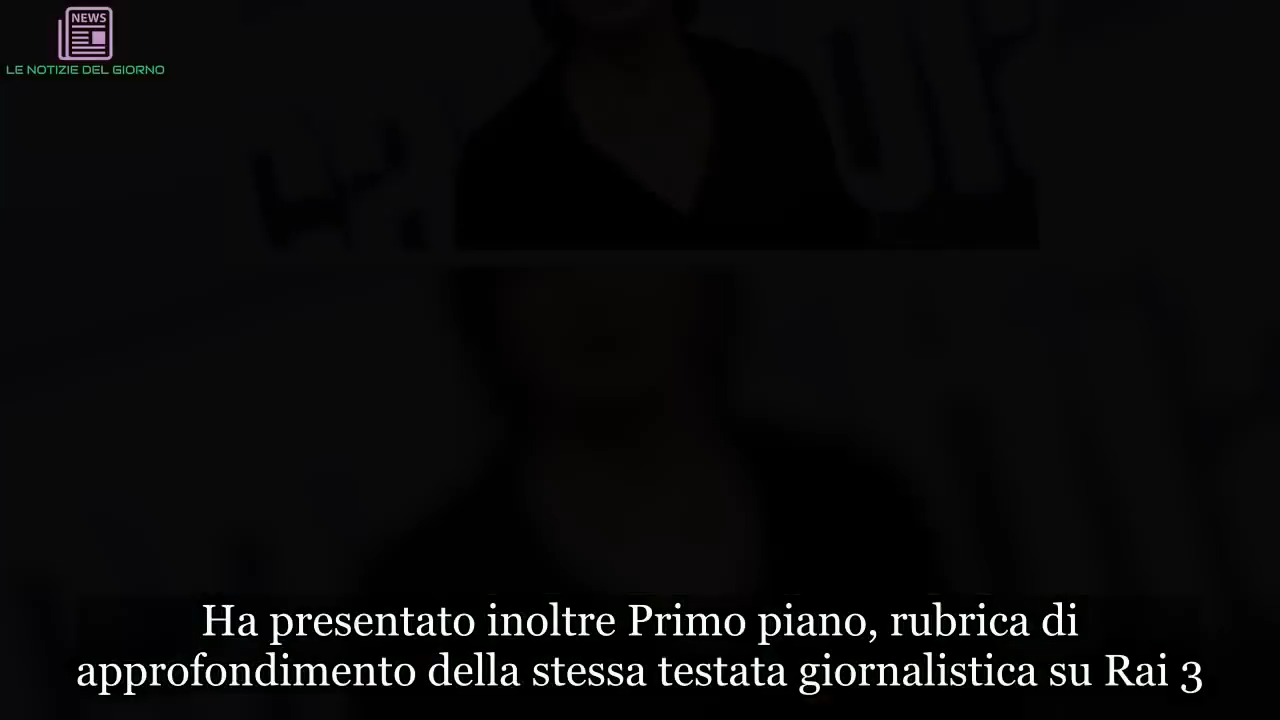 NEWS
LE NOTIZIE DEL GIORNO
Ha presentato inoltre Primo piano, rubrica di
approfondimento della stessa testata giornalistica su Rai 3